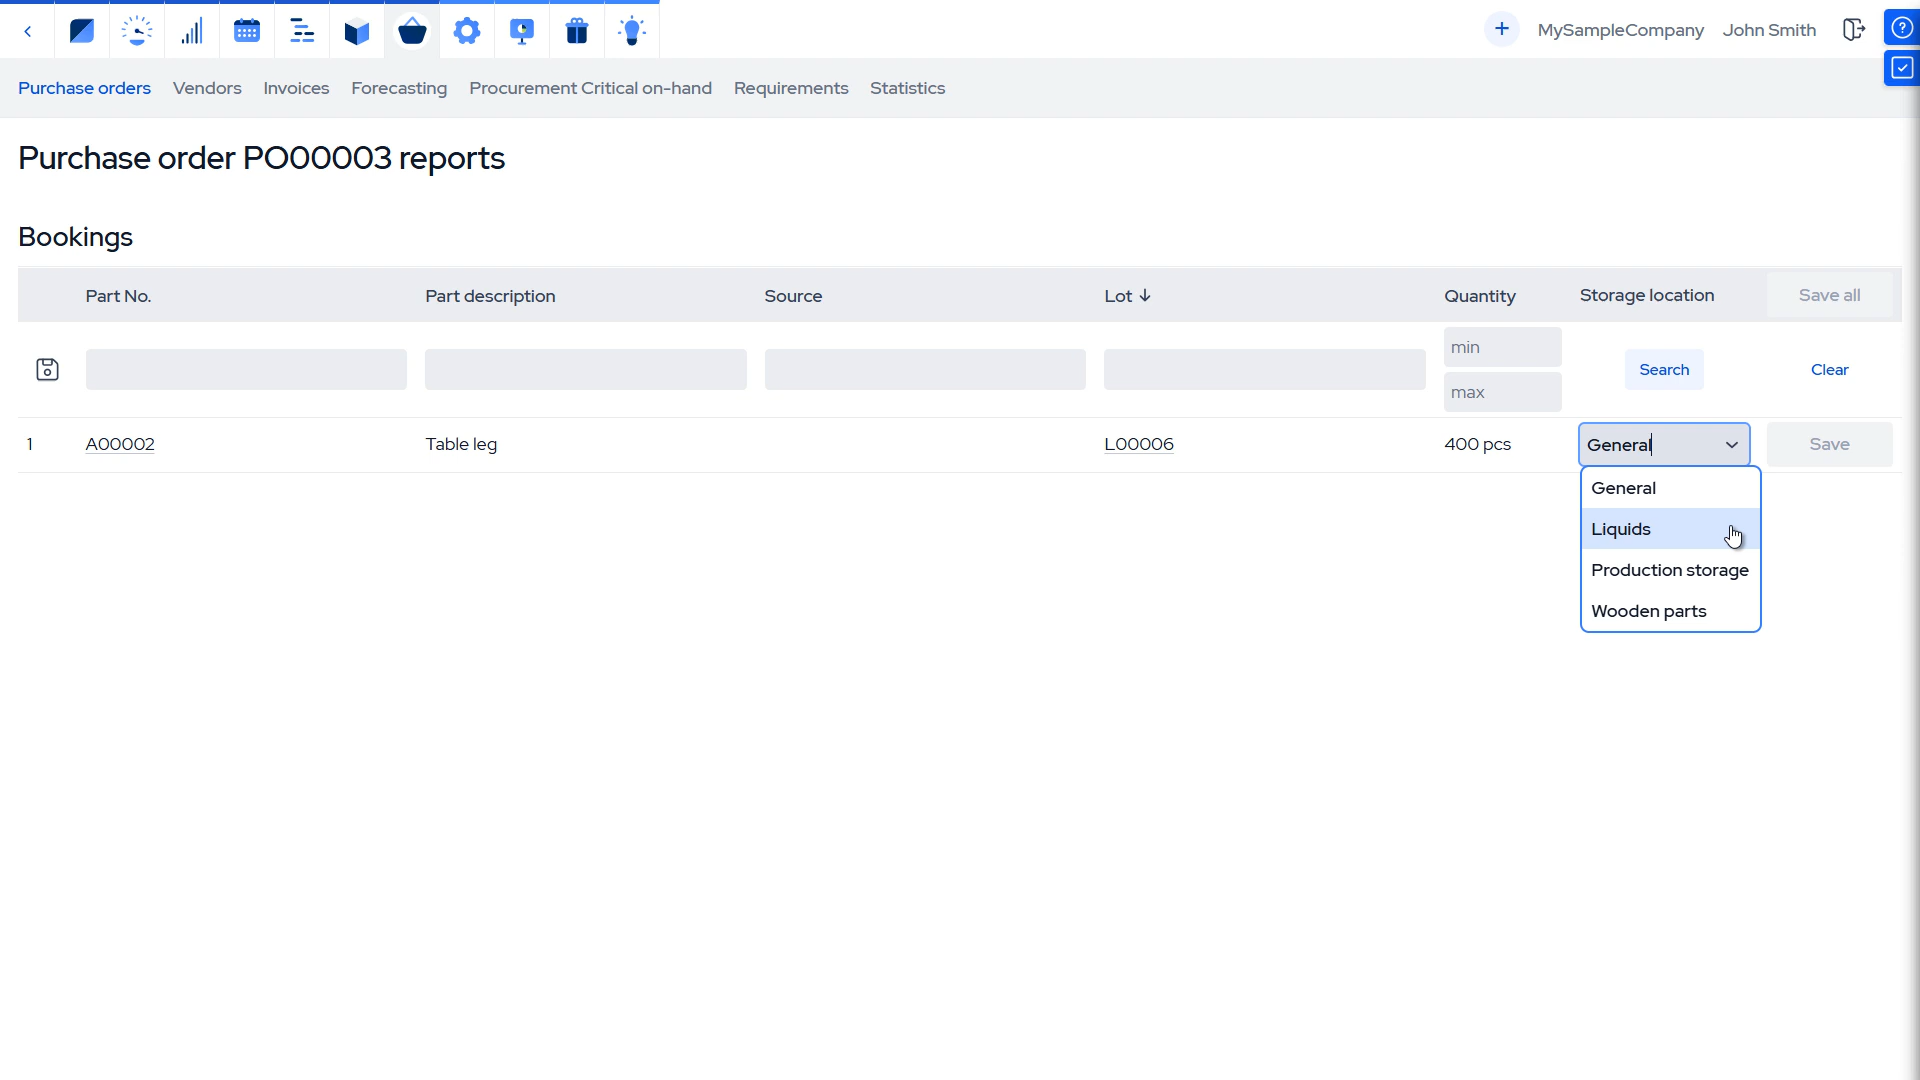 MySampleCompany John Smith
Purchase orders Vendors Invoices Forecasting Procurement Critical on-hand Requirements Statistics
Purchase order PO00003 reports
Bookings
Part No. Part description Source Lot ↓ Quantity Storage location Save all
min
Search Clear
max
1 A00002 Table leg L00006 400 pcs General Save
General
Liquids
Production storage
Wooden parts